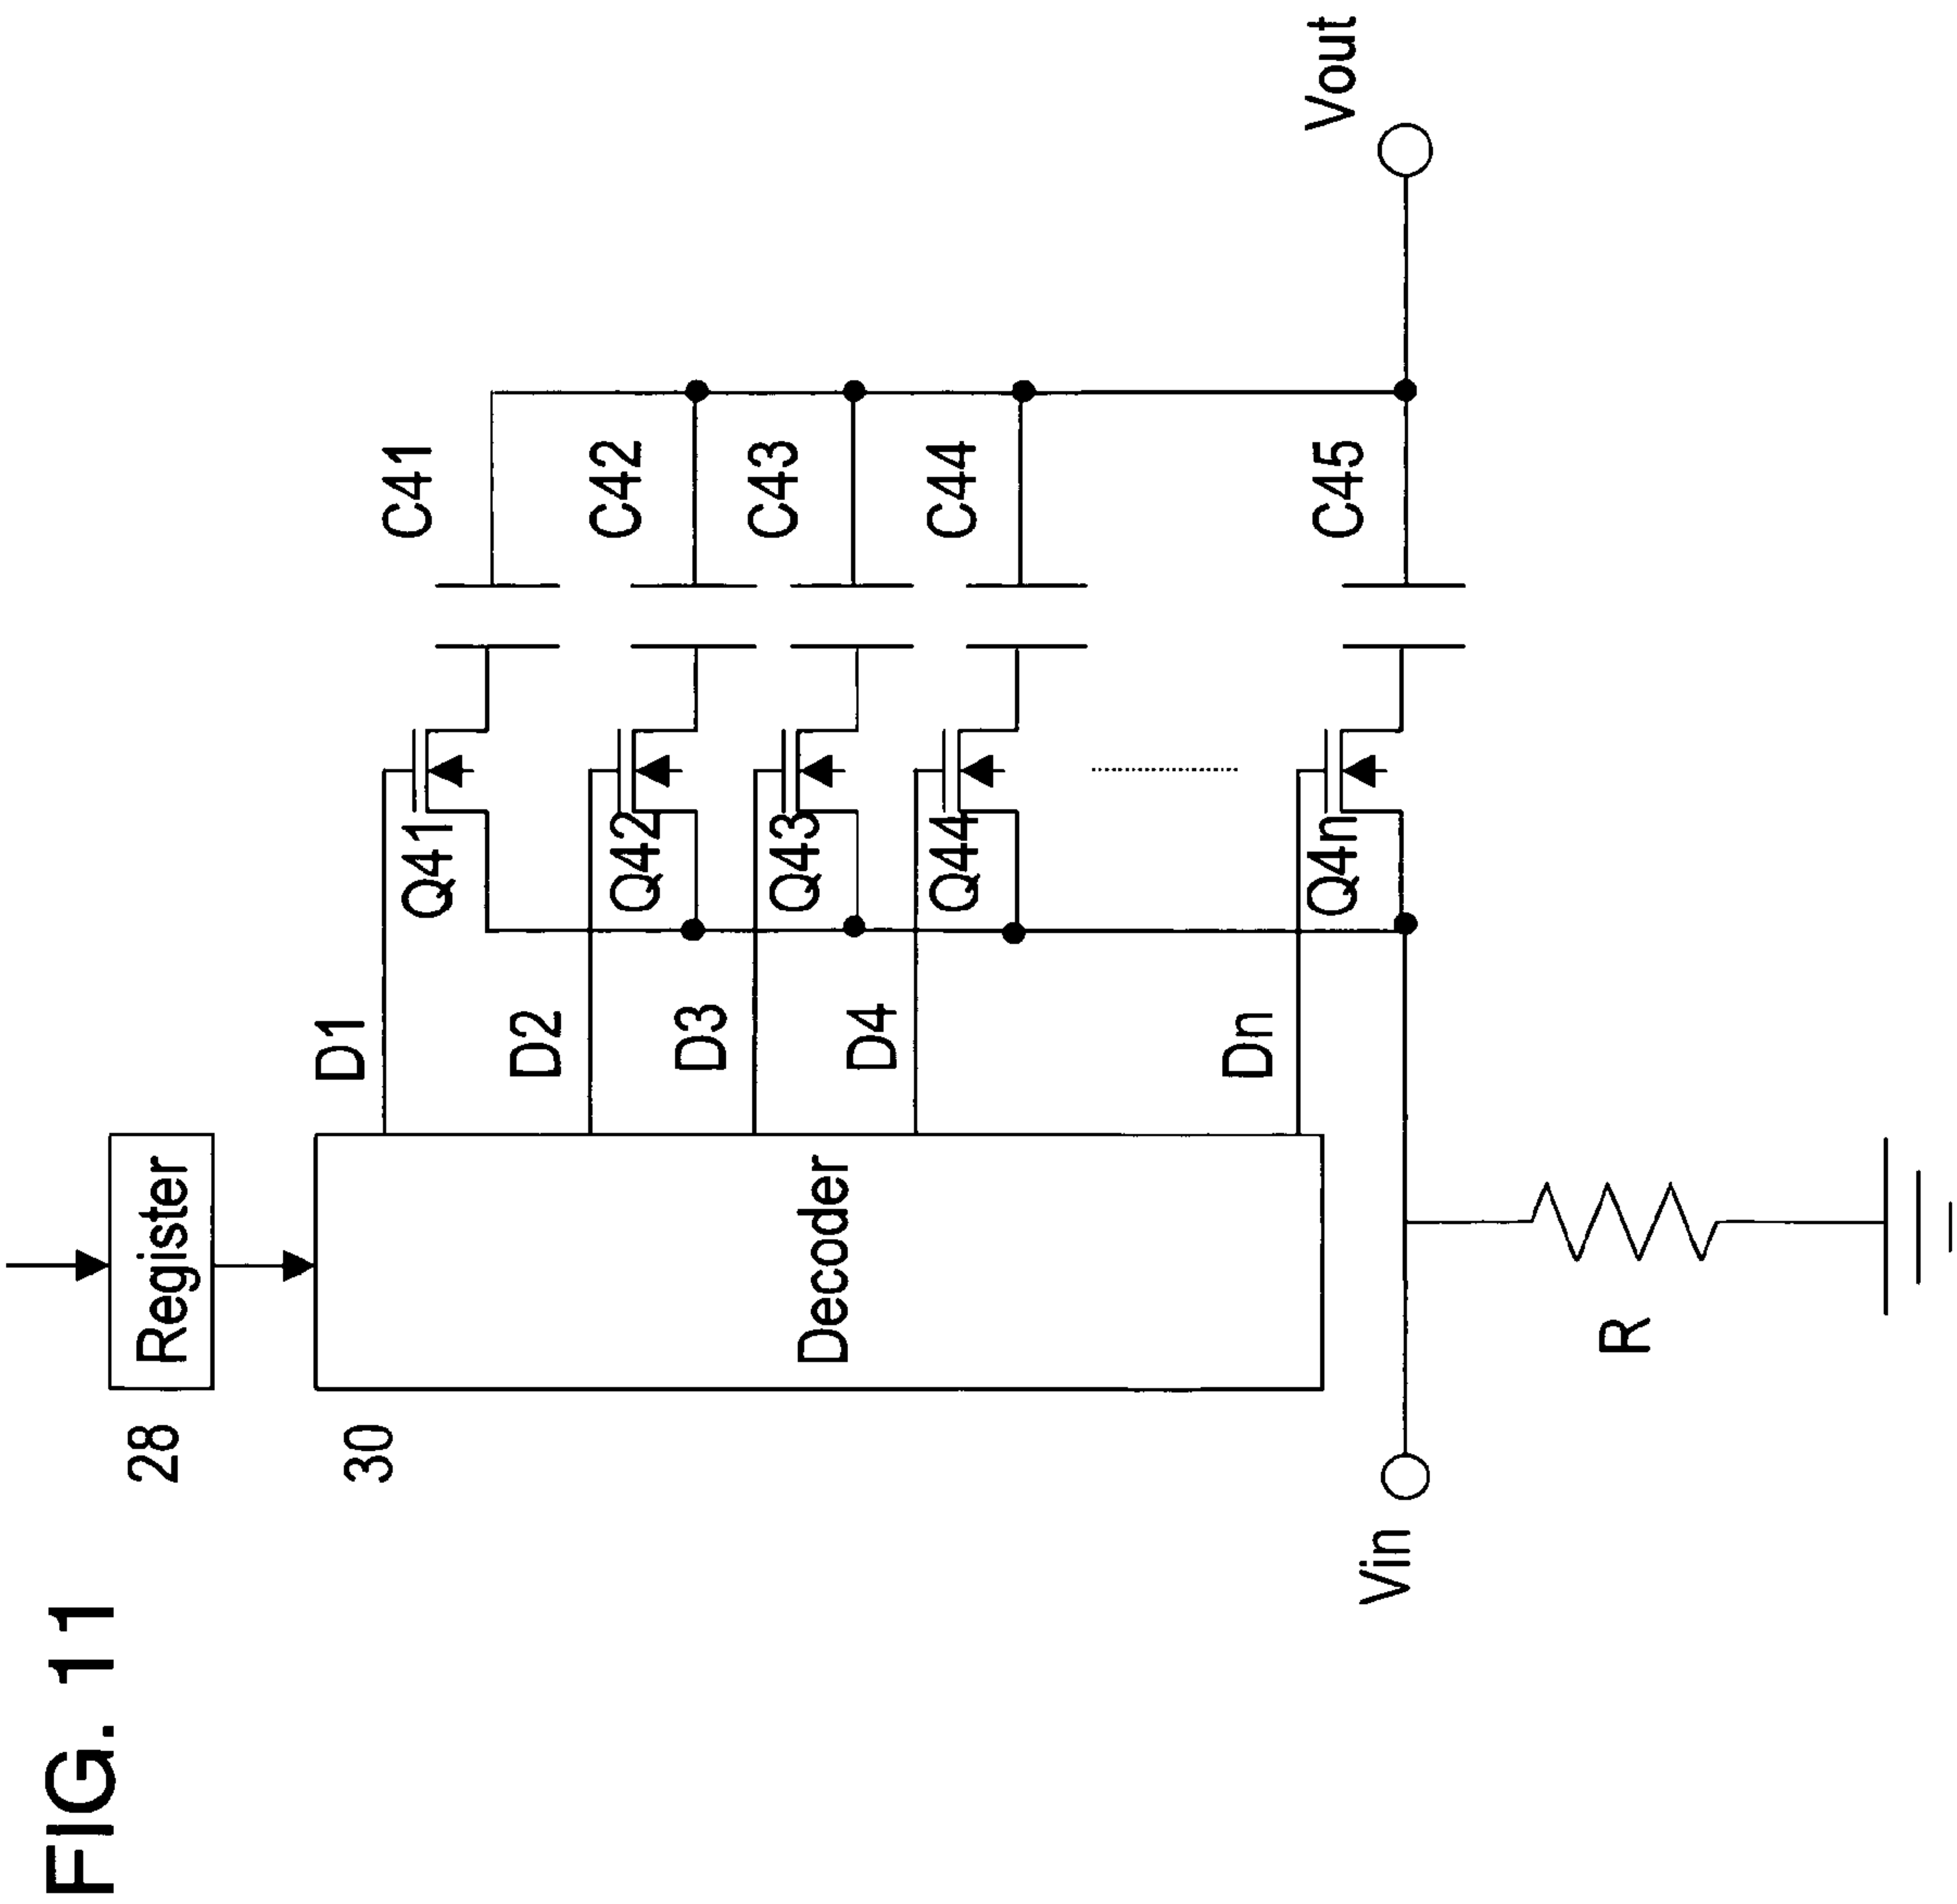 FIG. 11
28
Register
30
Decoder
D1
D2
D3
D4
Dn
Q41
Q42
Q43
Q44
Q4n
C41
C42
C43
C44
C45
Vin
Vout
R